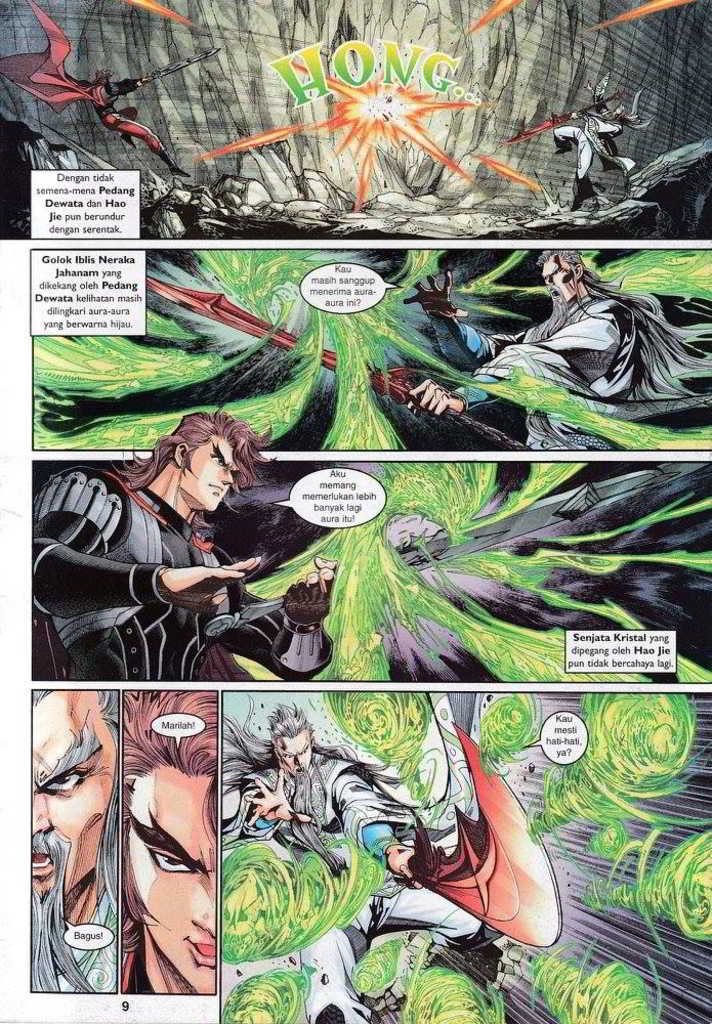 HONG...
Dengan tidak
semena-mena Pedang
Dewata dan Hao
Jie pun berundur
dengan serentak.
Golok Iblis Neraka
Jahanam yang
dikekang oleh Pedang
Dewata kelihatan masih
dilingkari aura-aura
yang berwarna hijau.
Kau
masih sanggup
menerima aura-
aura ini?
Aku
memang
memerlukan lebih
banyak lagi
aura itu!
Senjata Kristal yang
dipegang oleh Hao Jie
pun tidak bercahaya lagi.
Bagus!
Marilah!
Kau
mesti
hati-hati,
ya?
9